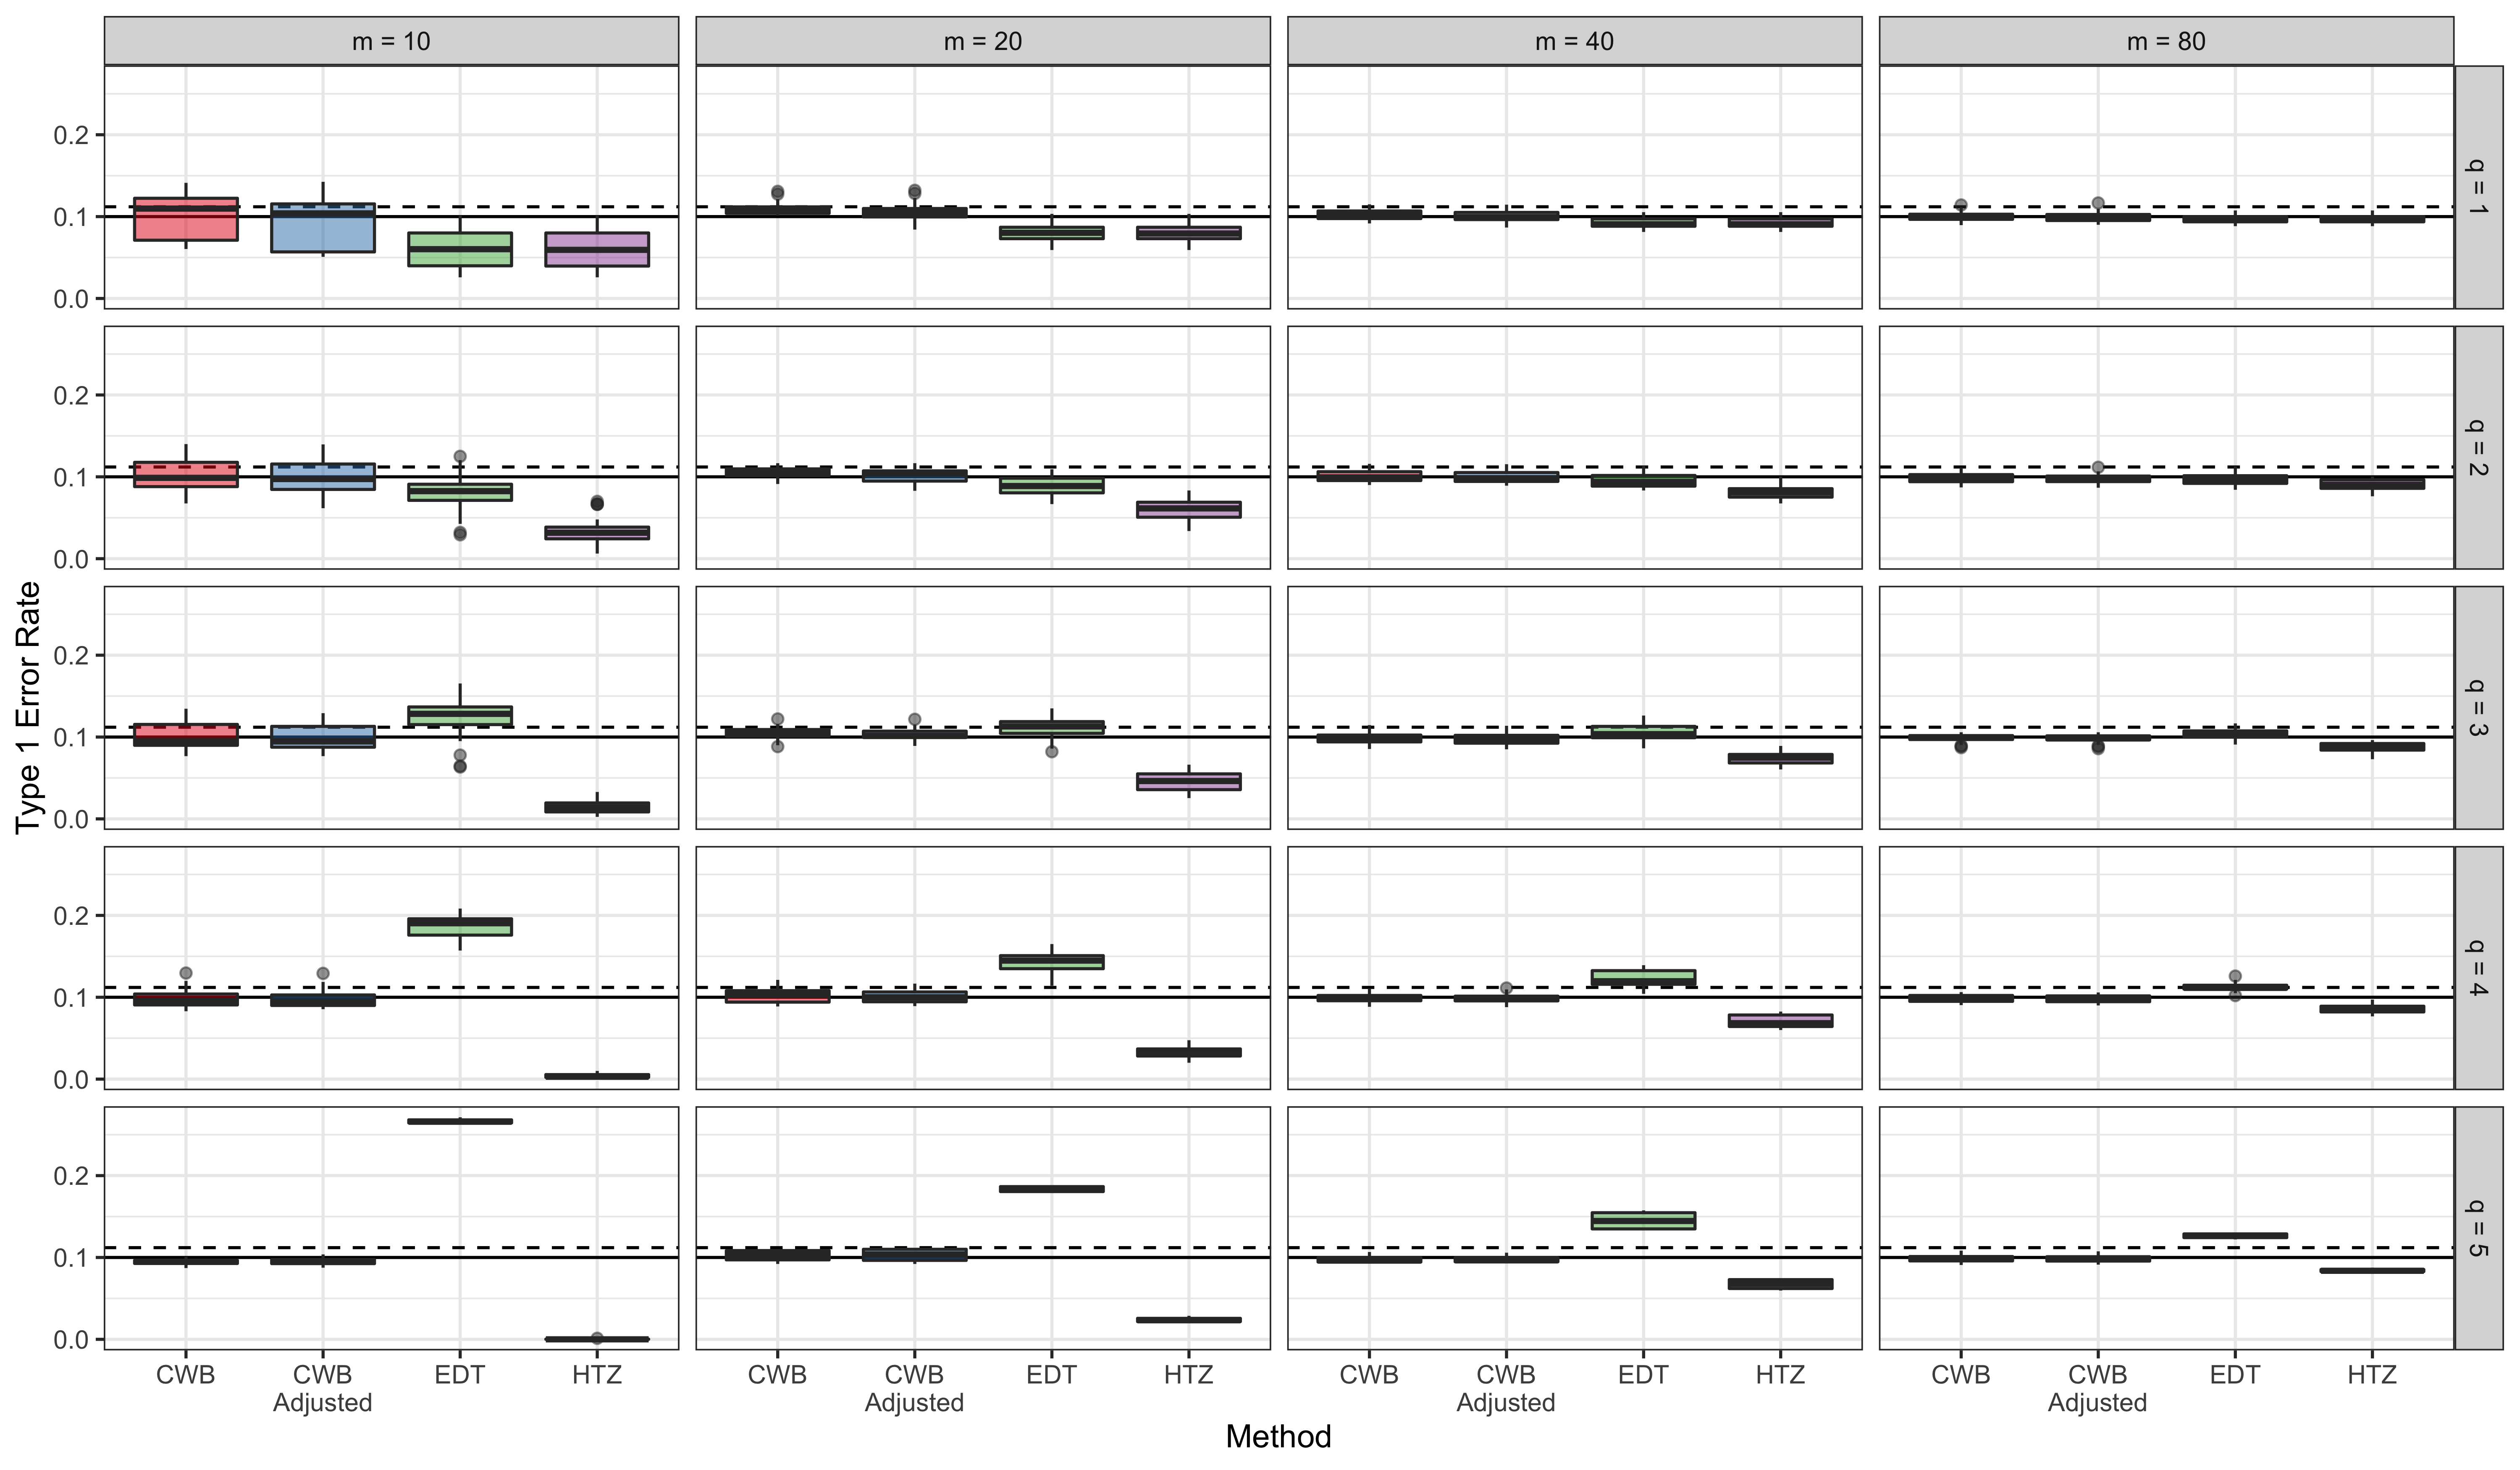 m = 10
m = 20
m = 40
m = 80
0.2
0.1
0.0
q = 1
0.2
0.1
0.0
q = 2
Type 1 Error Rate
0.2
0.1
0.0
q = 3
0.2
0.1
0.0
q = 4
0.2
0.1
0.0
q = 5
CWB
CWB
Adjusted
EDT
HTZ
CWB
CWB
Adjusted
EDT
HTZ
CWB
CWB
Adjusted
EDT
HTZ
CWB
CWB
Adjusted
EDT
HTZ
Method